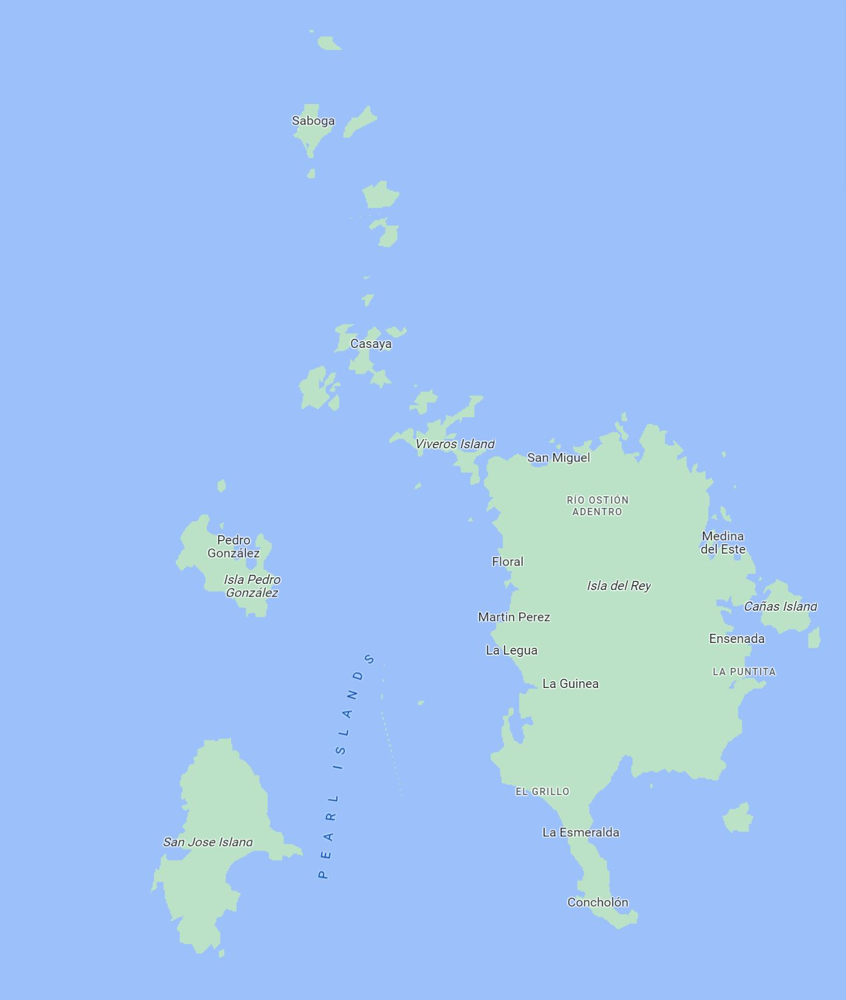 Saboga
Casaya
Viveros Island
San Miguel
RÍO OSTIÓN
ADENTRO
Pedro
González
Medina
del Este
Floral
Isla Pedro
González
Isla del Rey
Cañas Island
Martin Perez
Ensenada
La Legua
LA PUNTITA
La Guinea
PEARL ISLANDS
EL GRILLO
La Esmeralda
San Jose Island
Concholón